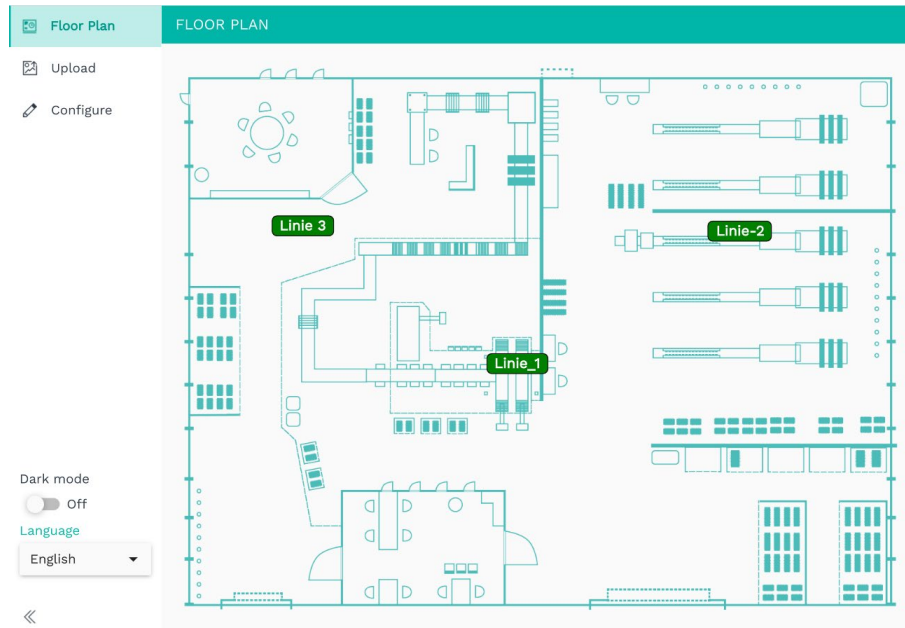 Floor Plan
FLOOR PLAN
Upload
Configure
Linie 3
Linie-2
Linie_1
Dark mode
Off
Language
English